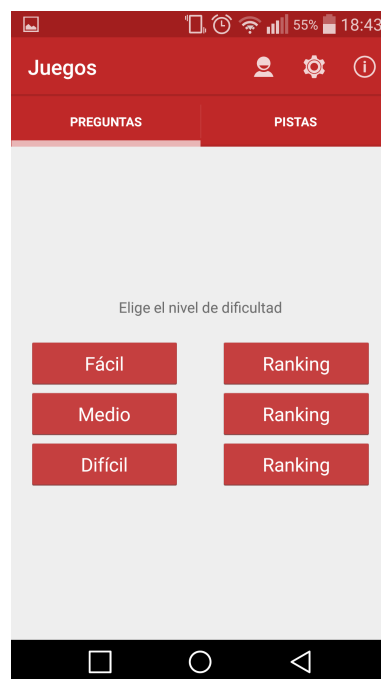 55% 18:43
Juegos
PREGUNTAS PISTAS
Elige el nivel de dificultad
Fácil Ranking
Medio Ranking
Difícil Ranking